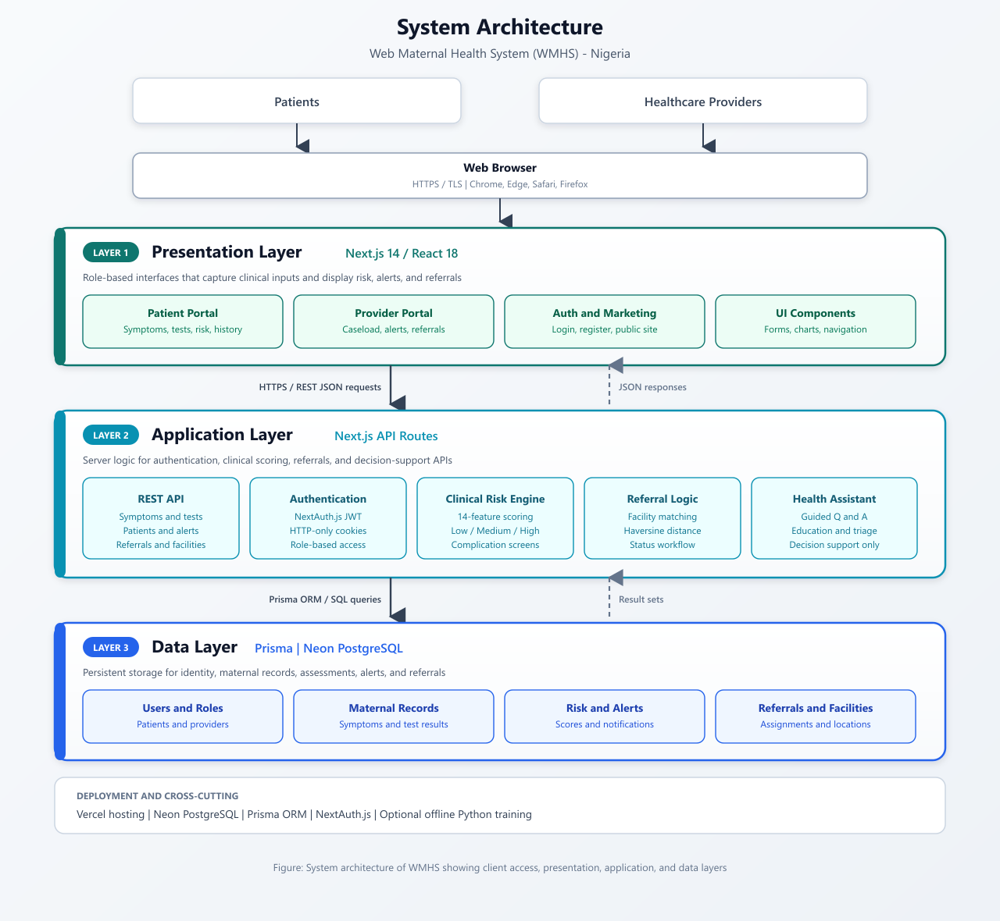 System Architecture
Web Maternal Health System (WMHS) - Nigeria
Patients
Healthcare Providers
Web Browser
HTTPS / TLS | Chrome, Edge, Safari, Firefox
LAYER 1
Presentation Layer
Next.js 14 / React 18
Role-based interfaces that capture clinical inputs and display risk, alerts, and referrals
Patient Portal
Symptoms, tests, risk, history
Provider Portal
Caseload, alerts, referrals
Auth and Marketing
Login, register, public site
UI Components
Forms, charts, navigation
HTTPS / REST JSON requests
JSON responses
LAYER 2
Application Layer
Next.js API Routes
Server logic for authentication, clinical scoring, referrals, and decision-support APIs
REST API
Symptoms and tests
Patients and alerts
Referrals and facilities
Authentication
NextAuth.js JWT
HTTP-only cookies
Role-based access
Clinical Risk Engine
14-feature scoring
Low / Medium / High
Complication screens
Referral Logic
Facility matching
Haversine distance
Status workflow
Health Assistant
Guided Q and A
Education and triage
Decision support only
Prisma ORM / SQL queries
Result sets
LAYER 3
Data Layer
Prisma | Neon PostgreSQL
Persistent storage for identity, maternal records, assessments, alerts, and referrals
Users and Roles
Patients and providers
Maternal Records
Symptoms and test results
Risk and Alerts
Scores and notifications
Referrals and Facilities
Assignments and locations
DEPLOYMENT AND CROSS-CUTTING
Vercel hosting | Neon PostgreSQL | Prisma ORM | NextAuth.js | Optional offline Python training
Figure: System architecture of WMHS showing client access, presentation, application, and data layers